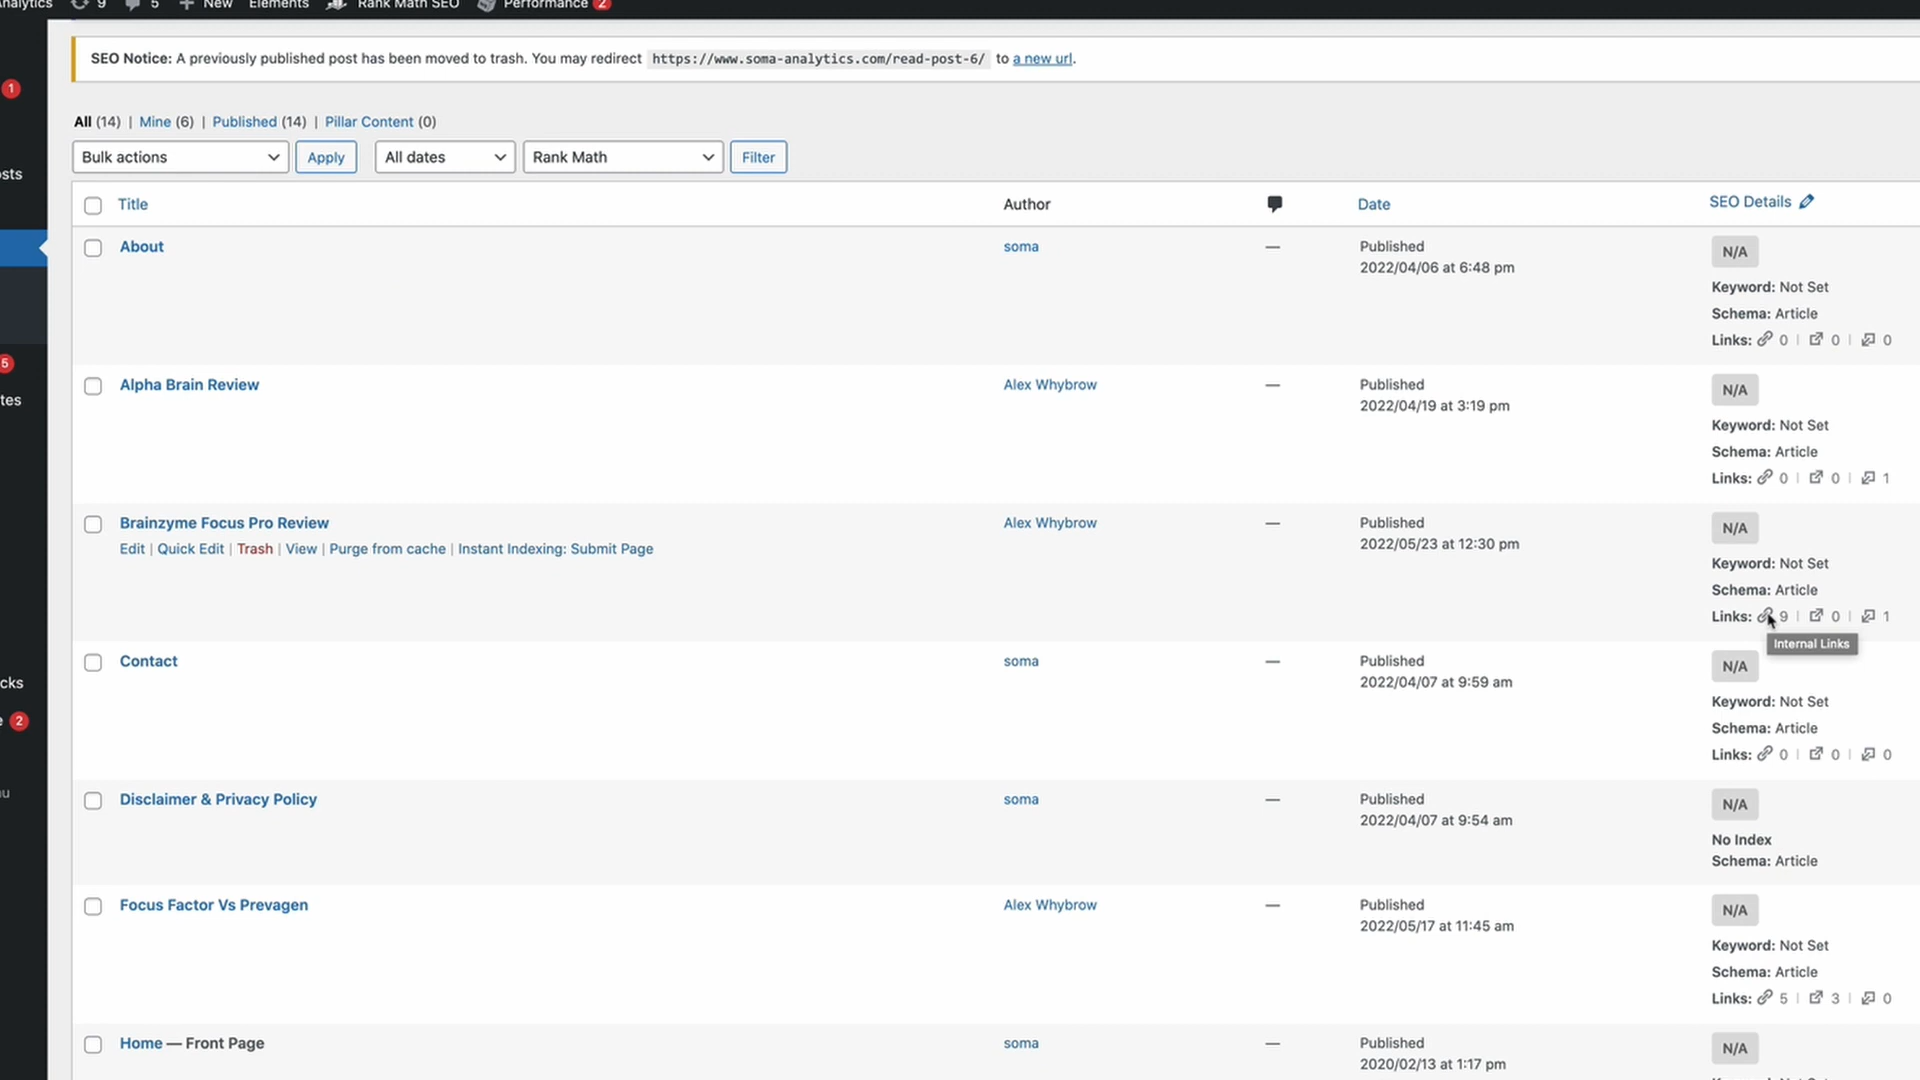 9 5 New Elements Rank Math SEO Performance 2
SEO Notice: A previously published post has been moved to trash. You may redirect https://www.soma-analytics.com/read-post-6/ to a new url.
1
All (14) | Mine (6) | Published (14) | Pillar Content (0)
Bulk actions Apply All dates Rank Math Filter
Title Author Date SEO Details
About soma — Published N/A
2022/04/06 at 6:48 pm
Keyword: Not Set
Schema: Article
Links: 0 | 0 | 0
5
Alpha Brain Review Alex Whybrow — Published N/A
2022/04/19 at 3:19 pm
Keyword: Not Set
Schema: Article
Links: 0 | 0 | 1
Brainzyme Focus Pro Review Alex Whybrow — Published N/A
Edit | Quick Edit | Trash | View | Purge from cache | Instant Indexing: Submit Page 2022/05/23 at 12:30 pm
Keyword: Not Set
Schema: Article
Links: 9 | 0 | 1
Internal Links
Contact soma — Published N/A
2022/04/07 at 9:59 am
Keyword: Not Set
2
Schema: Article
Links: 0 | 0 | 0
Disclaimer & Privacy Policy soma — Published N/A
2022/04/07 at 9:54 am
No Index
Schema: Article
Focus Factor Vs Prevagen Alex Whybrow — Published N/A
2022/05/17 at 11:45 am
Keyword: Not Set
Schema: Article
Links: 5 | 3 | 0
Home — Front Page soma — Published N/A
2020/02/13 at 1:17 pm